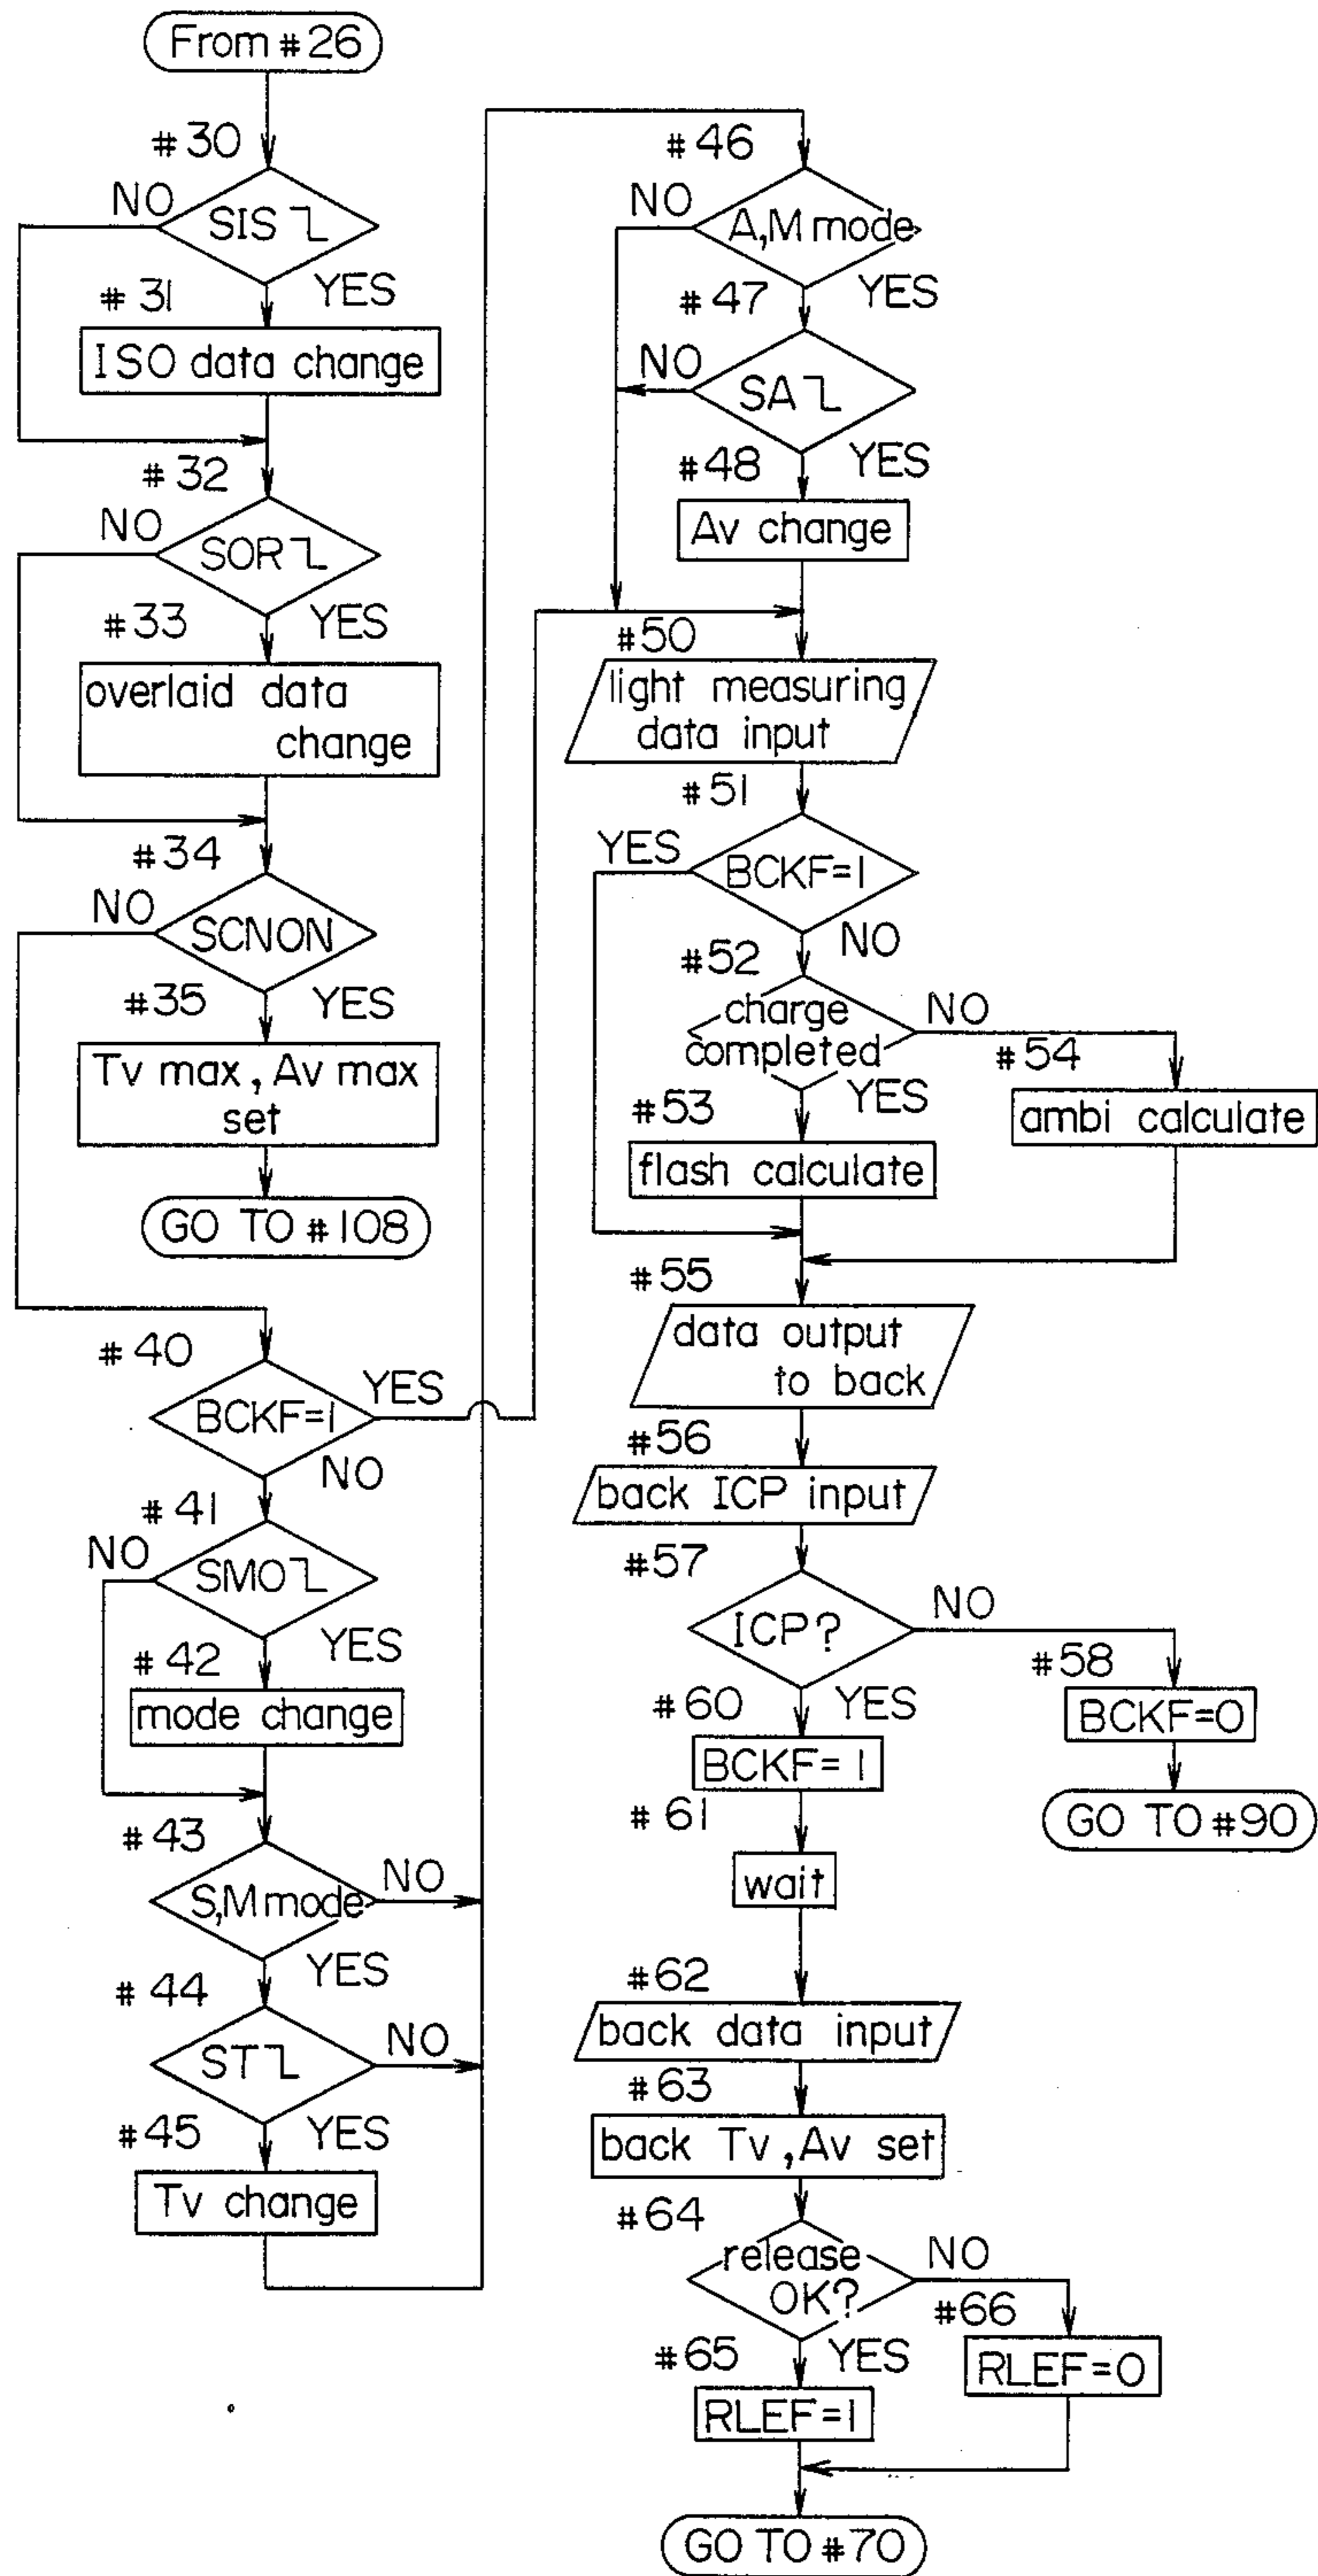 From #26
#30
NO
SIS
YES
#31
ISO data change
#32
NO
SOR
YES
#33
overlaid data
change
#34
NO
SCNON
YES
#35
Tv max, Av max
set
GO TO #108
#40
YES
BCKF=1
NO
#41
NO
SMO
YES
#42
mode change
#43
NO
S,M mode
YES
#44
NO
ST
YES
#45
Tv change
#46
NO
A,M mode
YES
#47
NO
SA
YES
#48
Av change
#50
light measuring
data input
#51
YES
BCKF=1
NO
#52
charge
completed
NO
YES
#54
ambi calculate
#53
flash calculate
#55
data output
to back
#56
back ICP input
#57
ICP?
NO
YES
#58
BCKF=0
GO TO #90
#60
BCKF=1
#61
wait
#62
back data input
#63
back Tv, Av set
#64
release
OK?
NO
YES
#66
RLEF=0
#65
RLEF=1
GO TO #70